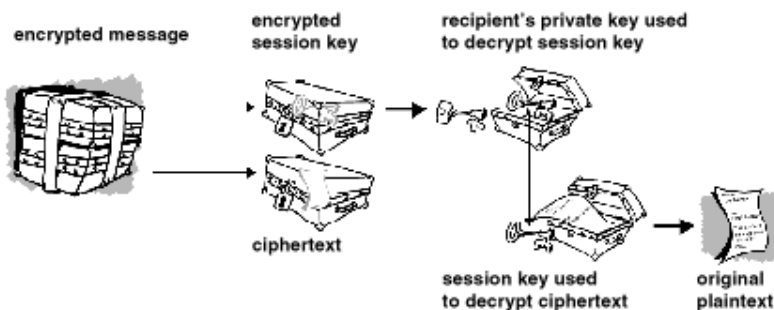 encrypted message
encrypted
session key
recipient's private key used
to decrypt session key
ciphertext
session key used
to decrypt ciphertext
original
plaintext